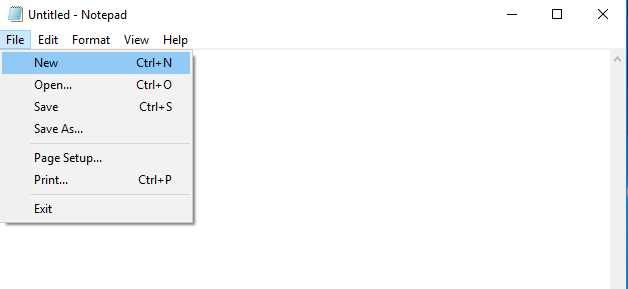 Untitled - Notepad
File Edit Format View Help
New Ctrl+N
Open... Ctrl+O
Save Ctrl+S
Save As...
Page Setup...
Print... Ctrl+P
Exit